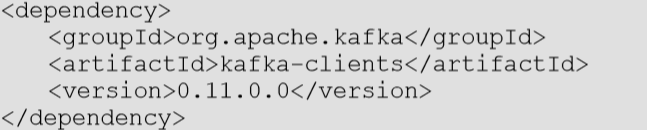 <dependency>
    <groupId>org.apache.kafka</groupId>
    <artifactId>kafka-clients</artifactId>
    <version>0.11.0.0</version>
</dependency>